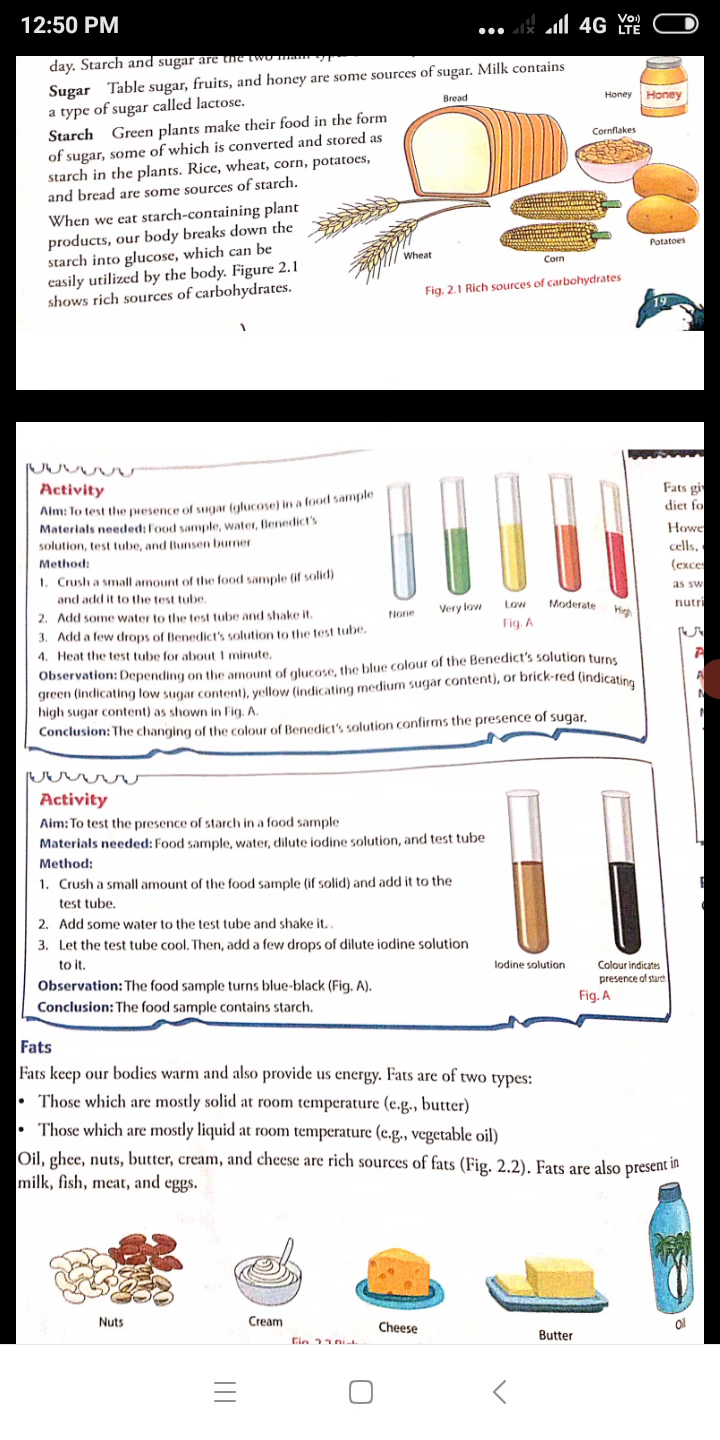 12:50 PM
4G
Vo)) LTE
day. Starch and sugar are the two main
Sugar Table sugar, fruits, and honey are some sources of sugar. Milk contains
a type of sugar called lactose.
Starch Green plants make their food in the form
of sugar, some of which is converted and stored as
starch in the plants. Rice, wheat, corn, potatoes,
and bread are some sources of starch.
When we eat starch-containing plant
products, our body breaks down the
starch into glucose, which can be
easily utilized by the body. Figure 2.1
shows rich sources of carbohydrates.
Bread
Honey
Honey
Cornflakes
Wheat
Corn
Potatoes
Fig. 2.1 Rich sources of carbohydrates
19
Activity
Aim: To test the presence of sugar (glucose) in a food sample
Materials needed: Food sample, water, Benedict's
solution, test tube, and Bunsen burner
Method:
1. Crush a small amount of the food sample (if solid)
and add it to the test tube.
2. Add some water to the test tube and shake it.
3. Add a few drops of Benedict's solution to the test tube.
4. Heat the test tube for about 1 minute.
None
Very low
Low
Moderate
High
Fig. A
Observation: Depending on the amount of glucose, the blue colour of the Benedict's solution turns
green (indicating low sugar content), yellow (indicating medium sugar content), or brick-red (indicating
high sugar content) as shown in Fig. A.
Conclusion: The changing of the colour of Benedict's solution confirms the presence of sugar.
Fats gi
diet fo
Howe
cells,
(exce
as sw
nutri
Activity
Aim: To test the presence of starch in a food sample
Materials needed: Food sample, water, dilute iodine solution, and test tube
Method:
1. Crush a small amount of the food sample (if solid) and add it to the
test tube.
2. Add some water to the test tube and shake it.
3. Let the test tube cool. Then, add a few drops of dilute iodine solution
to it.
Observation: The food sample turns blue-black (Fig. A).
Conclusion: The food sample contains starch.
Iodine solution
Colour indicates
presence of starch
Fig. A
Fats
Fats keep our bodies warm and also provide us energy. Fats are of two types:
• Those which are mostly solid at room temperature (e.g., butter)
• Those which are mostly liquid at room temperature (e.g., vegetable oil)
Oil, ghee, nuts, butter, cream, and cheese are rich sources of fats (Fig. 2.2). Fats are also present in
milk, fish, meat, and eggs.
Nuts
Cream
Cheese
Butter
Oil